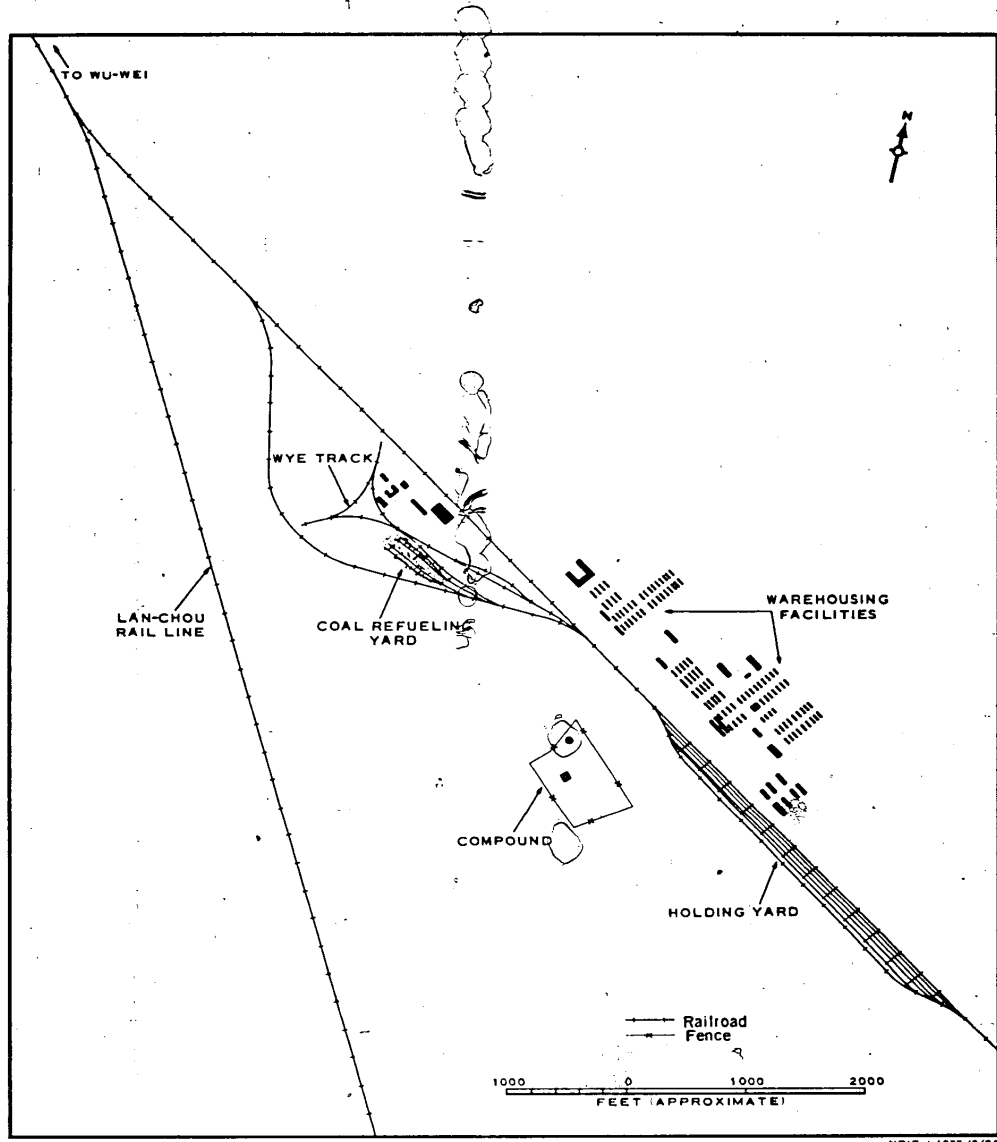 TO WU-WEI
N
WYE TRACK
LAN-CHOU
RAIL LINE
COAL REFUELING
YARD
WAREHOUSING
FACILITIES
COMPOUND
HOLDING YARD
Railroad
Fence
1000 0 1000 2000
FEET (APPROXIMATE)